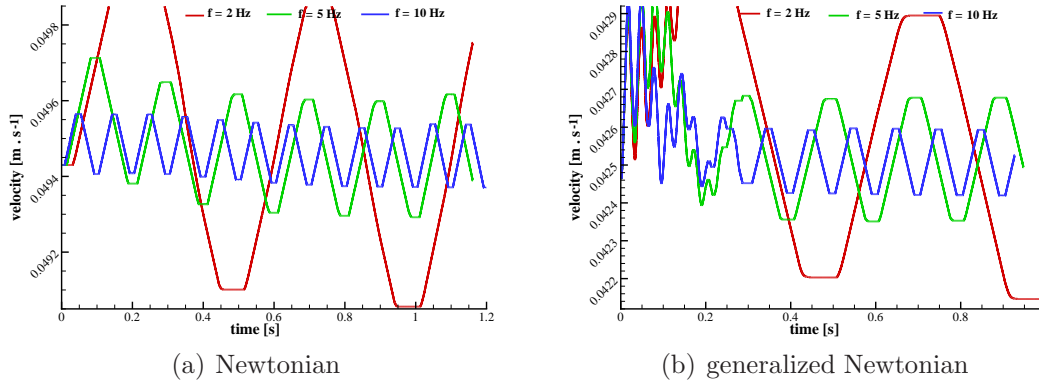 f = 2 Hz f = 5 Hz f = 10 Hz
velocity [m . s-1]
0.0498
0.0496
0.0494
0.0492
0 0.2 0.4 0.6 0.8 1 1.2
time [s]
(a) Newtonian
f = 2 Hz f = 5 Hz f = 10 Hz
velocity [m . s-1]
0.0429
0.0428
0.0427
0.0426
0.0425
0.0424
0.0423
0.0422
0 0.2 0.4 0.6 0.8
time [s]
(b) generalized Newtonian